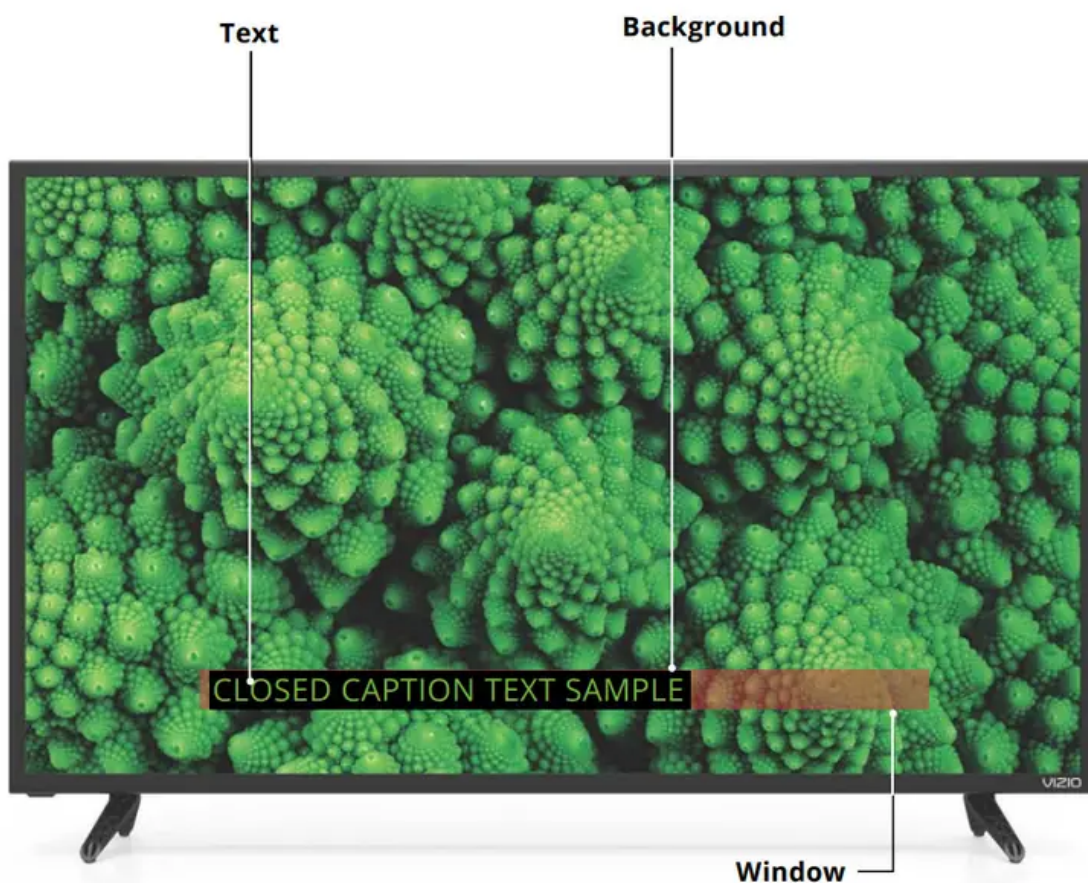 Text
Background
CLOSED CAPTION TEXT SAMPLE
VIZIO
Window